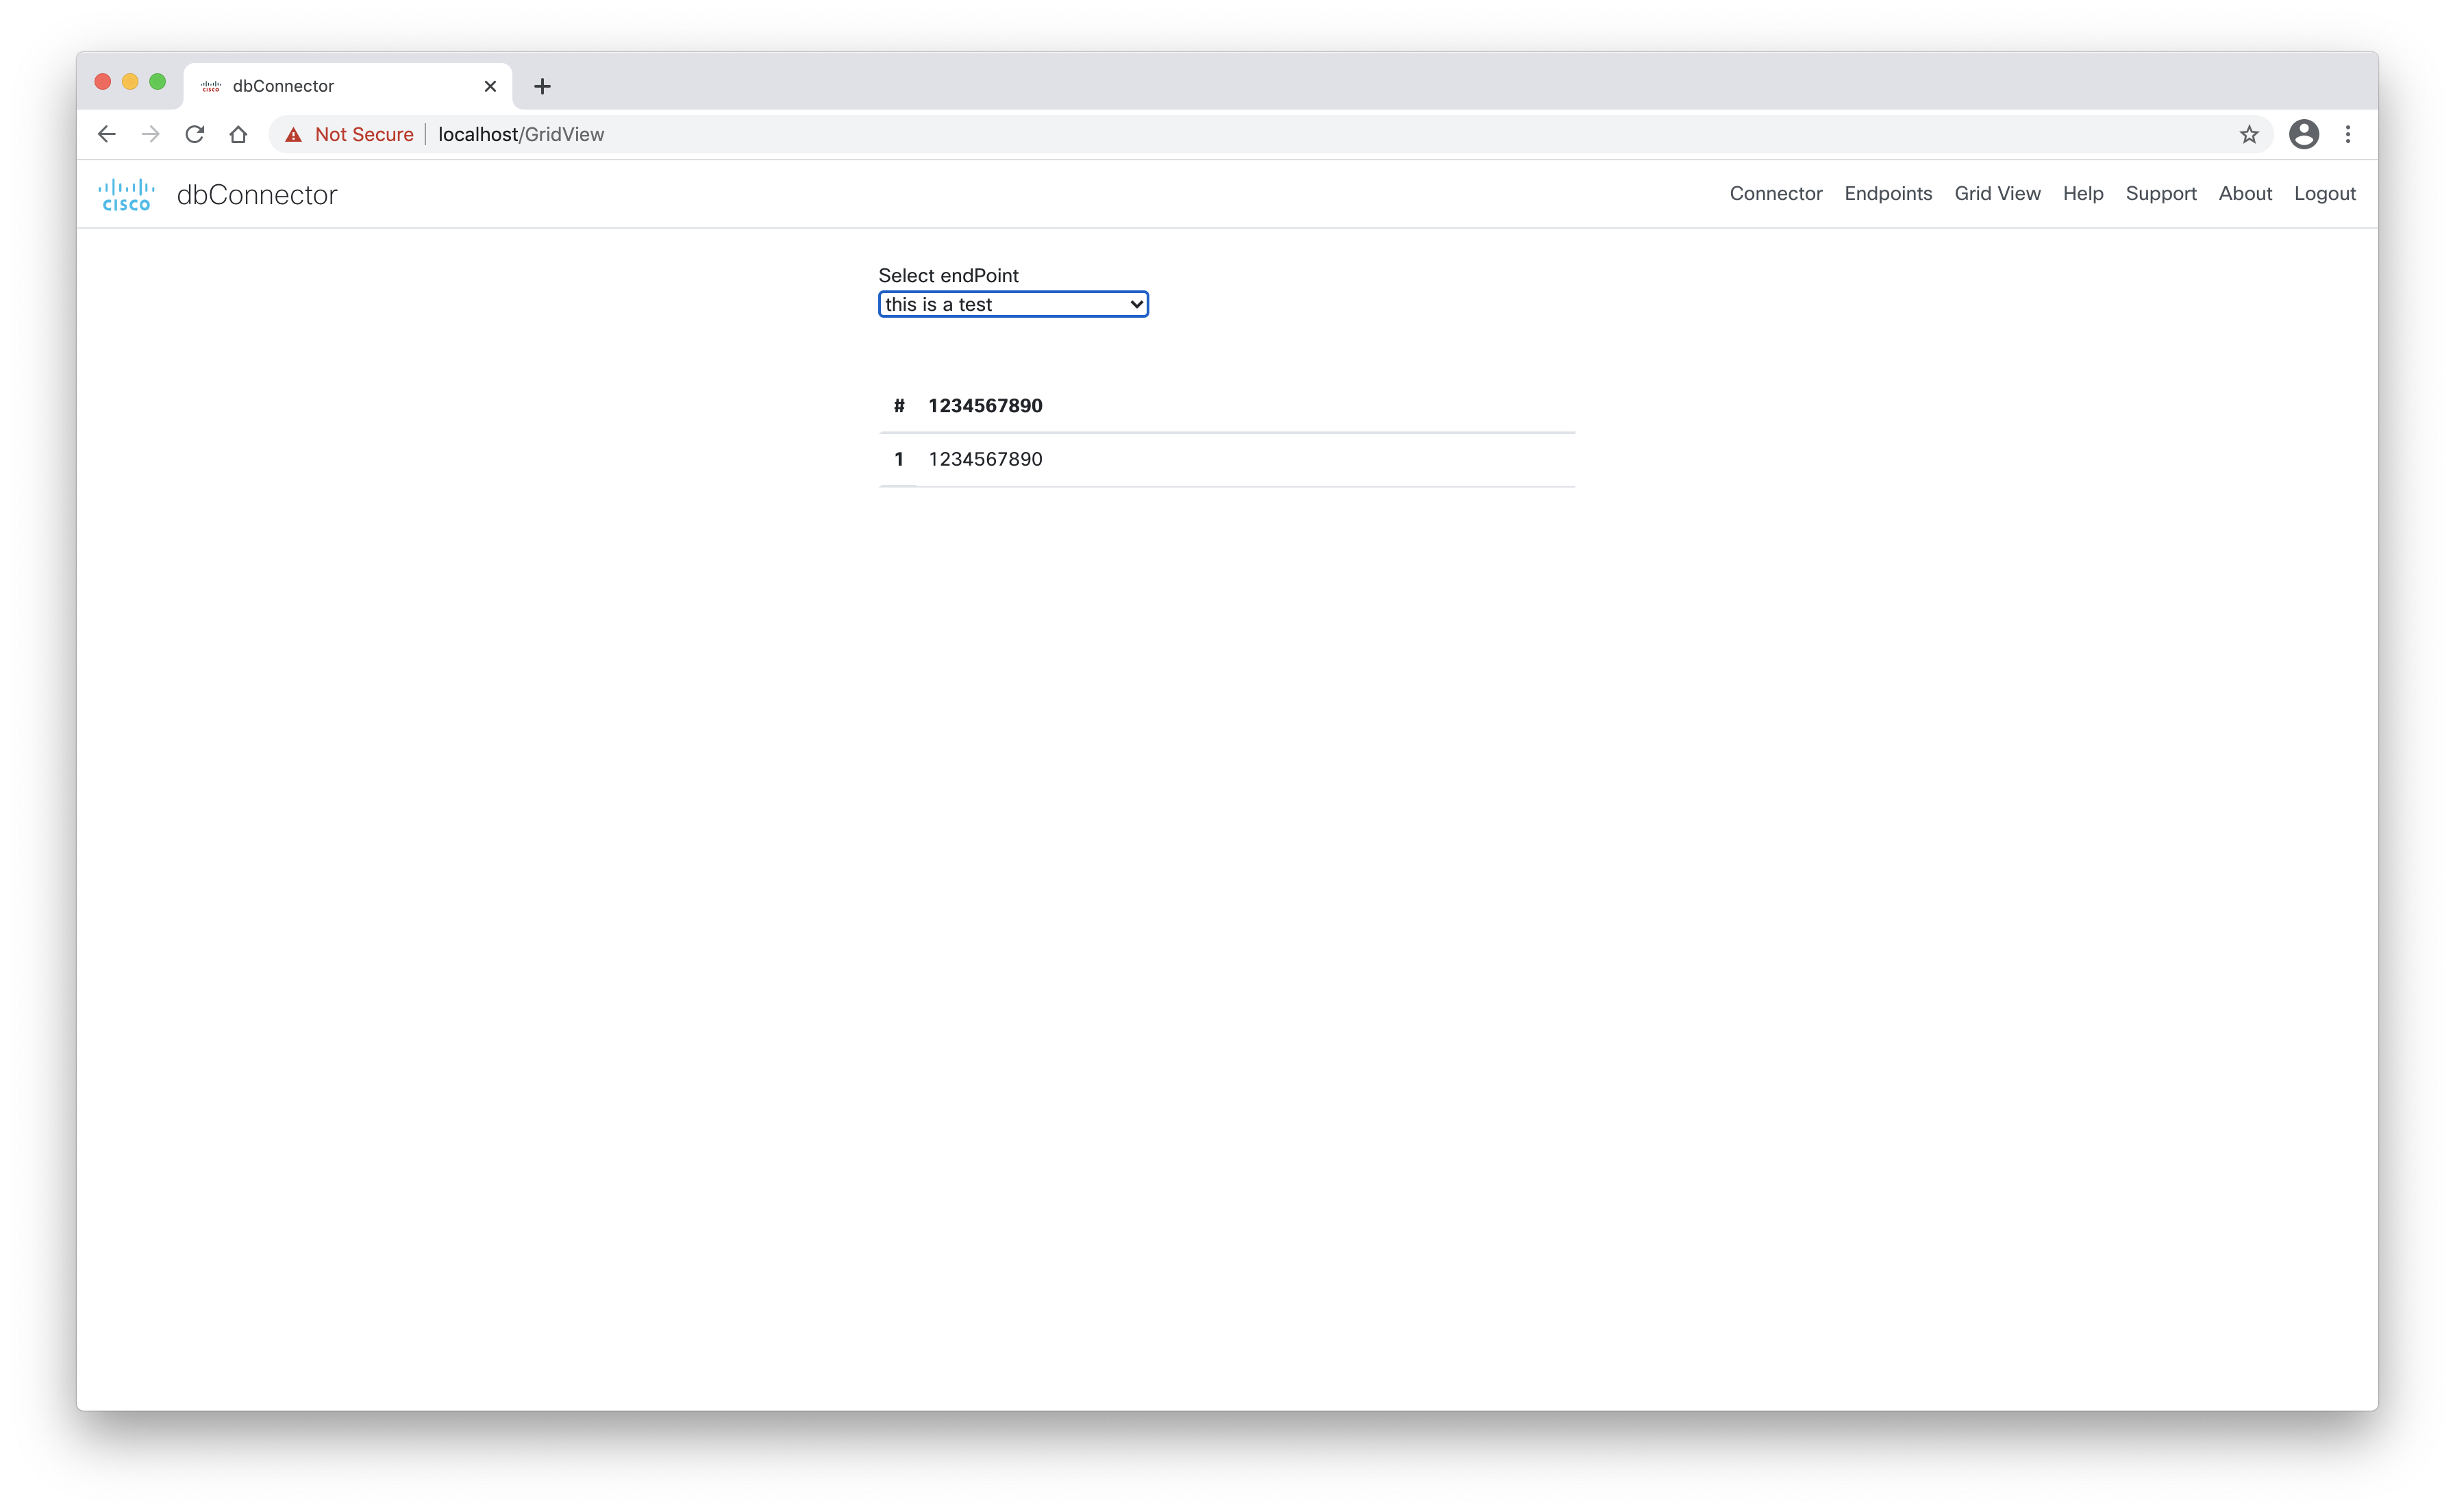 dbConnector
Not Secure localhost/GridView
CISCO dbConnector Connector Endpoints Grid View Help Support About Logout
Select endPoint
this is a test
# 1234567890
1 1234567890